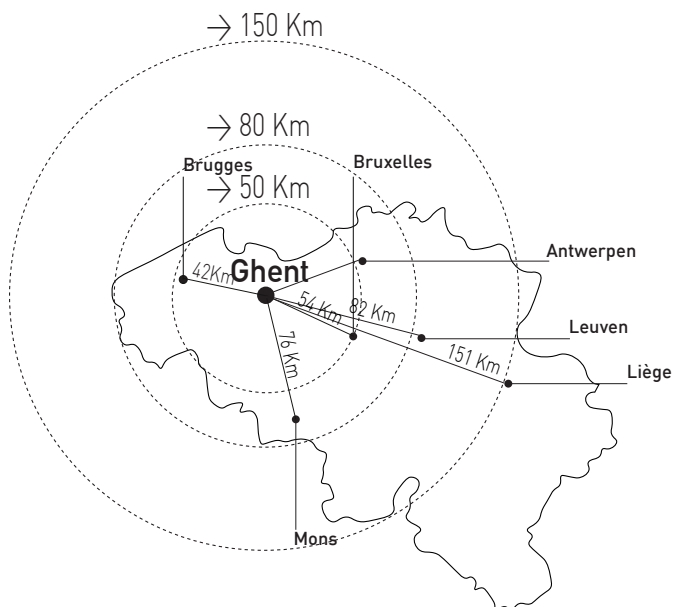 → 150 Km
→ 80 Km
Brugges
Bruxelles
→ 50 Km
Antwerpen
Ghent
42Km
54 Km
82 Km
Leuven
76 Km
151 Km
Liège
Mons